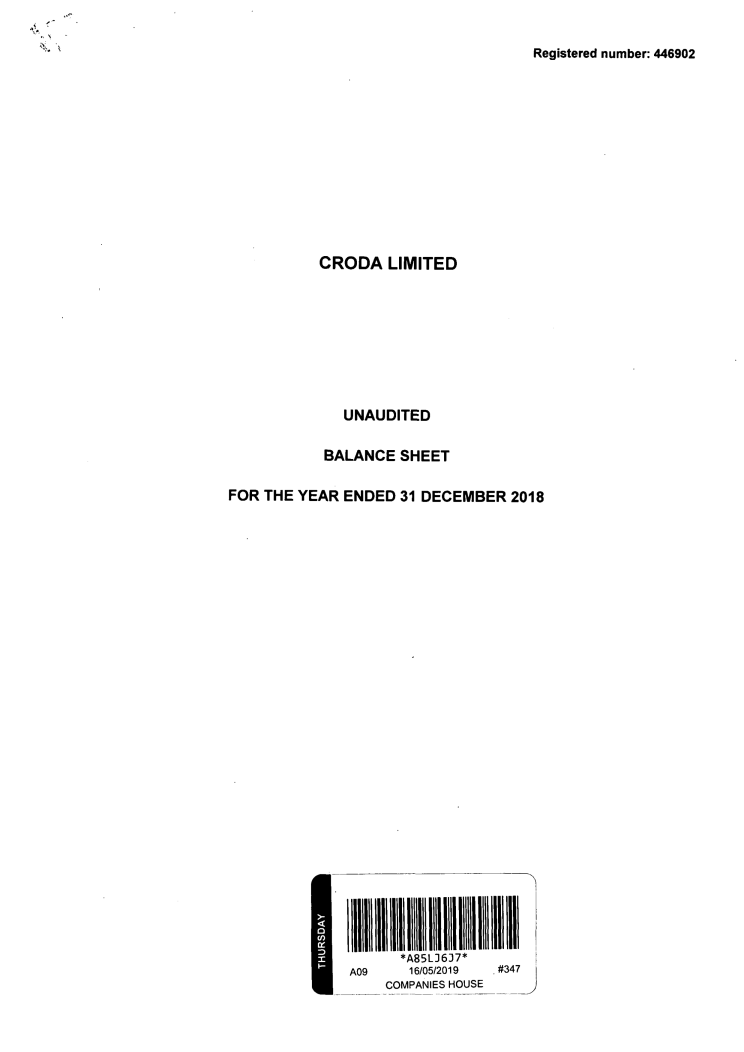 Registered number: 446902
CRODA LIMITED
UNAUDITED
BALANCE SHEET
FOR THE YEAR ENDED 31 DECEMBER 2018
THURSDAY
*A85LJ6J7*
A09 16/05/2019 #347
COMPANIES HOUSE